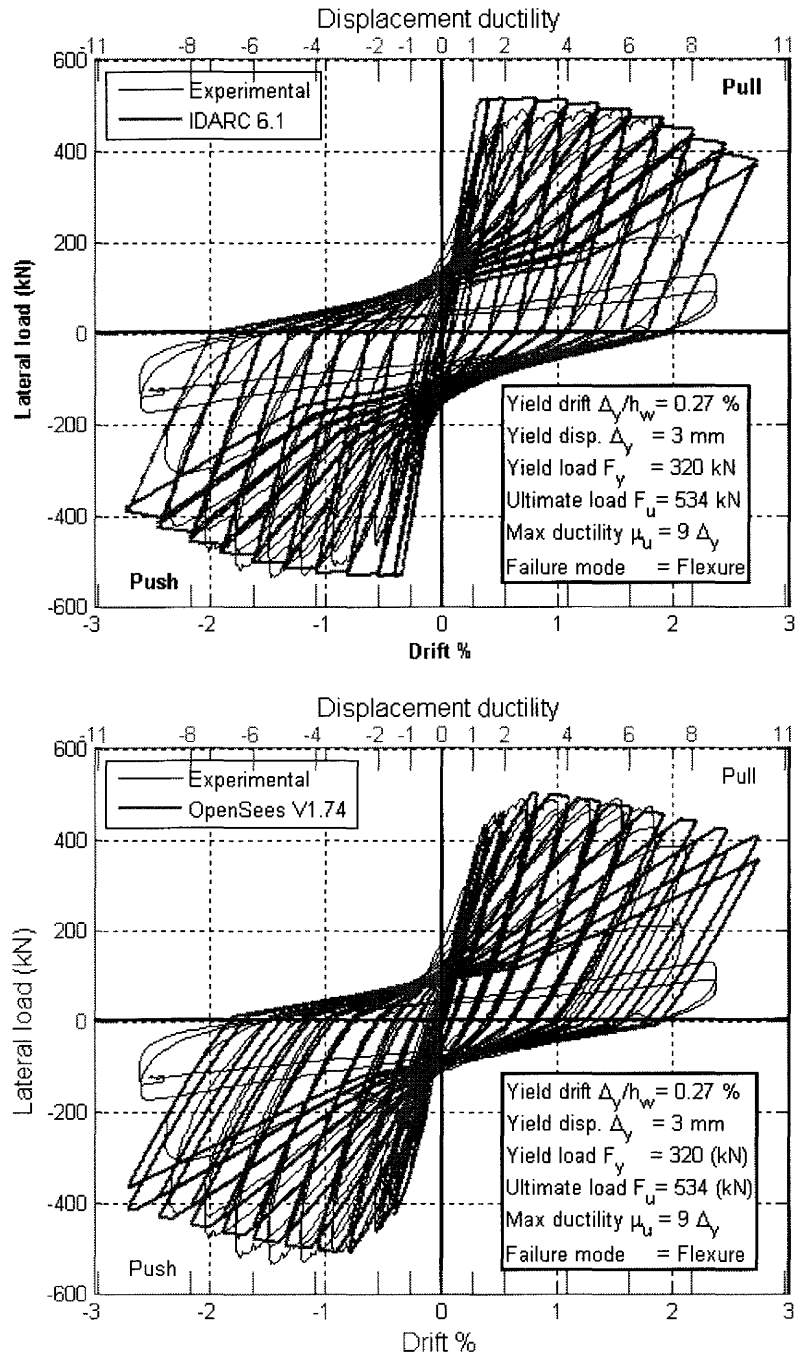 Displacement ductility
-11 -8 -6 -4 -2 -1 0 1 2 4 6 8 11
600
400
200
0
-200
-400
-600
Experimental
IDARC 6.1
Pull
Lateral load (kN)
Yield drift Δy/hw = 0.27 %
Yield disp. Δy = 3 mm
Yield load Fy = 320 kN
Ultimate load Fu = 534 kN
Max ductility μu = 9 Δy
Failure mode = Flexure
Push
-3 -2 -1 0 1 2 3
Drift %
Displacement ductility
-11 -8 -6 -4 -2 -1 0 1 2 4 6 8 11
600
400
200
0
-200
-400
-600
Experimental
OpenSees V1.74
Pull
Lateral load (kN)
Yield drift Δy/hw = 0.27 %
Yield disp. Δy = 3 mm
Yield load Fy = 320 (kN)
Ultimate load Fu = 534 (kN)
Max ductility μu = 9 Δy
Failure mode = Flexure
Push
-3 -2 -1 0 1 2 3
Drift %